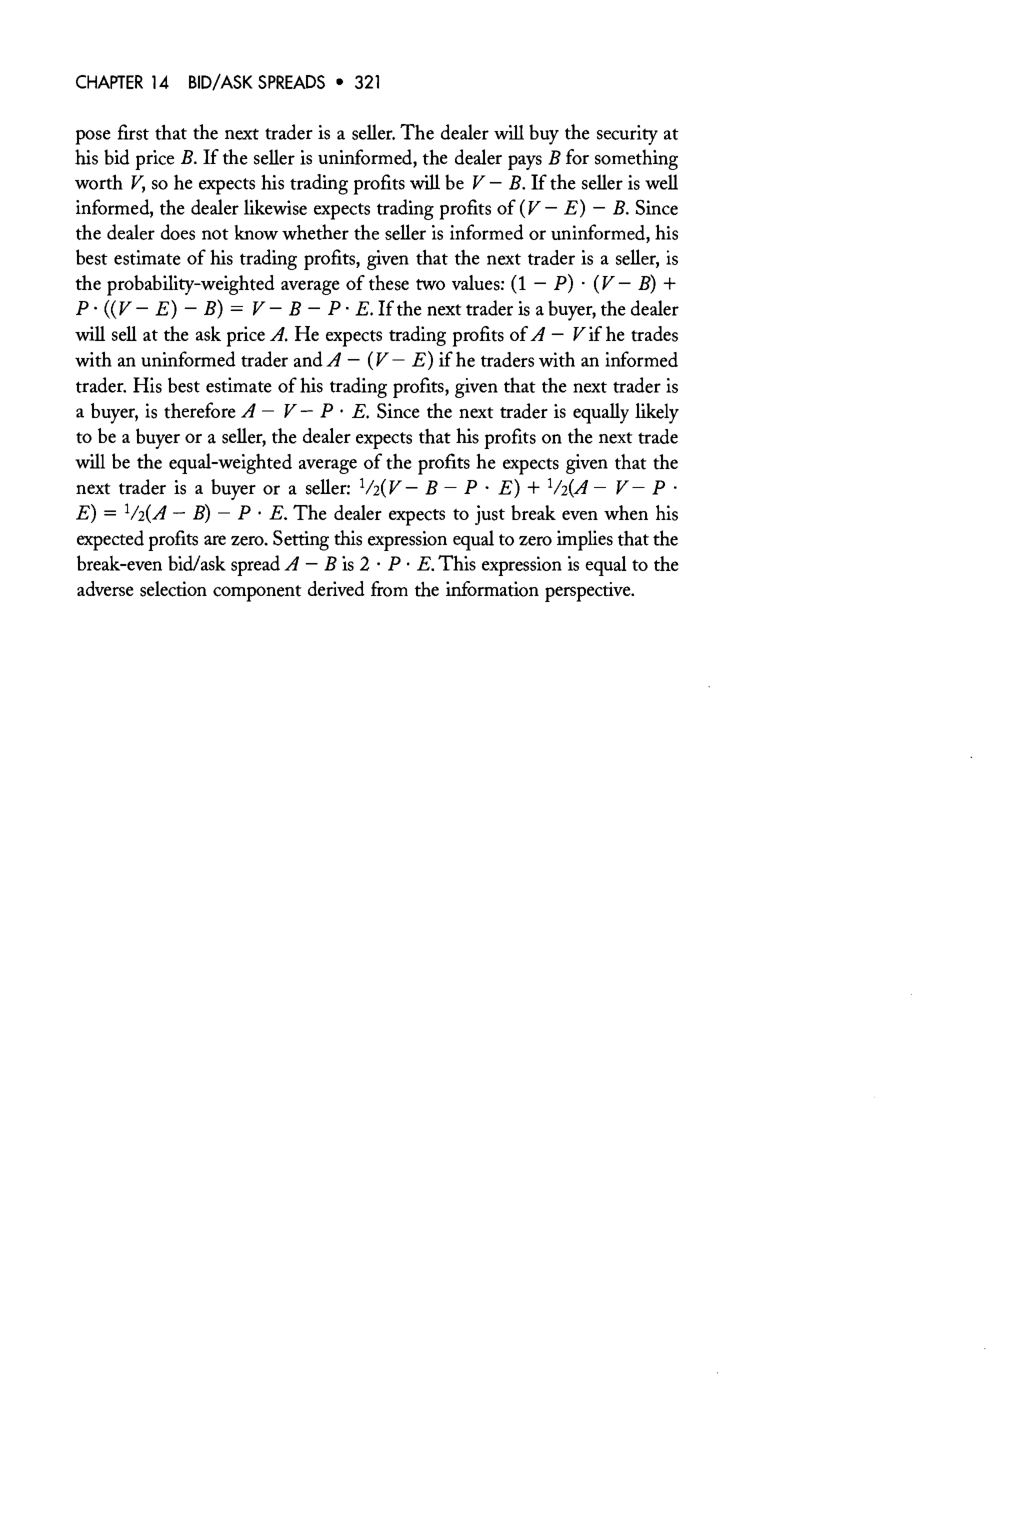 CHAPTER 14 BID/ASK SPREADS • 321
pose first that the next trader is a seller. The dealer will buy the security at
his bid price B. If the seller is uninformed, the dealer pays B for something
worth V, so he expects his trading profits will be V − B. If the seller is well
informed, the dealer likewise expects trading profits of (V − E) − B. Since
the dealer does not know whether the seller is informed or uninformed, his
best estimate of his trading profits, given that the next trader is a seller, is
the probability-weighted average of these two values: (1 − P) · (V − B) +
P · ((V − E) − B) = V − B − P · E. If the next trader is a buyer, the dealer
will sell at the ask price A. He expects trading profits of A − V if he trades
with an uninformed trader and A − (V − E) if he traders with an informed
trader. His best estimate of his trading profits, given that the next trader is
a buyer, is therefore A − V − P · E. Since the next trader is equally likely
to be a buyer or a seller, the dealer expects that his profits on the next trade
will be the equal-weighted average of the profits he expects given that the
next trader is a buyer or a seller: 1/2(V − B − P · E) + 1/2(A − V − P ·
E) = 1/2(A − B) − P · E. The dealer expects to just break even when his
expected profits are zero. Setting this expression equal to zero implies that the
break-even bid/ask spread A − B is 2 · P · E. This expression is equal to the
adverse selection component derived from the information perspective.